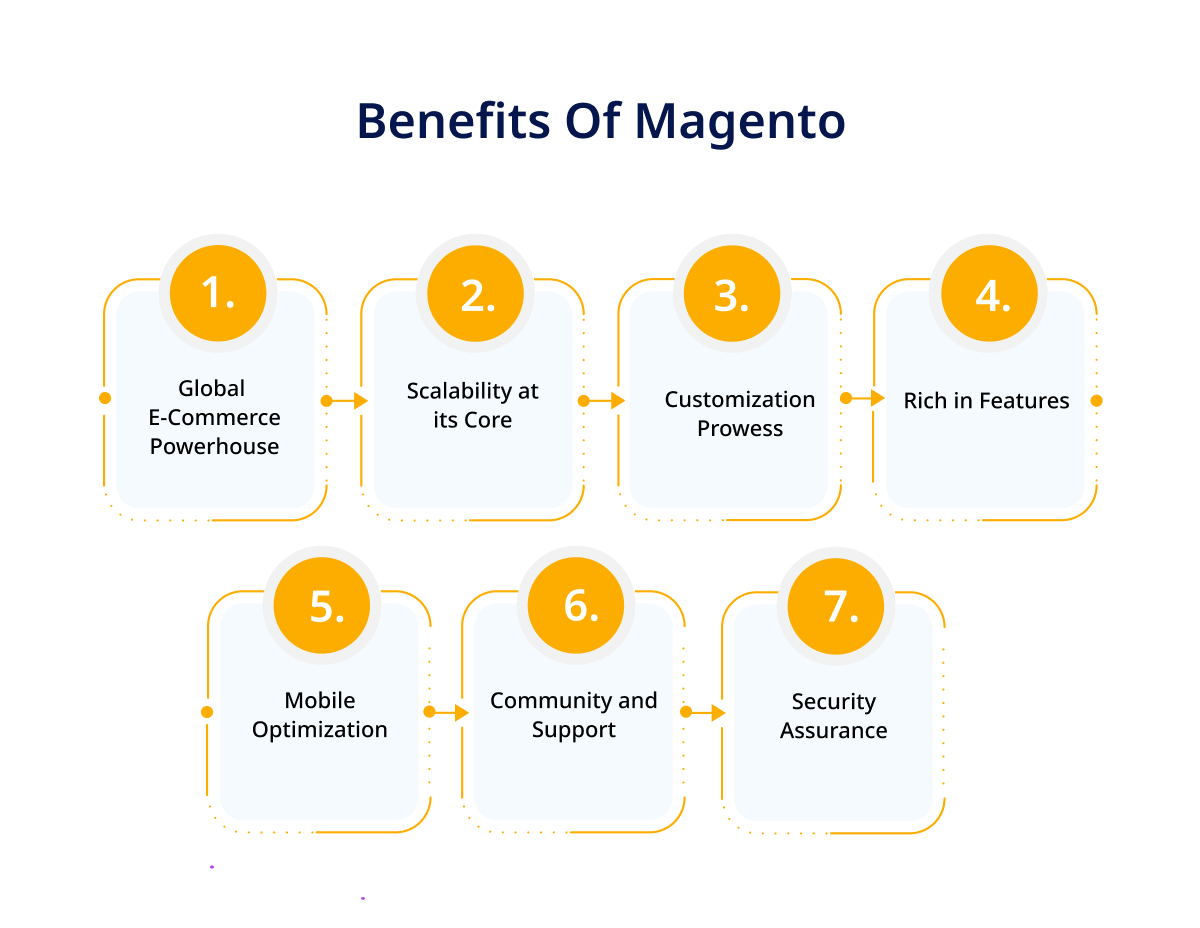 Benefits Of Magento
1.
Global
E-Commerce
Powerhouse
2.
Scalability at
its Core
3.
Customization
Prowess
4.
Rich in Features
5.
Mobile
Optimization
6.
Community and
Support
7.
Security
Assurance